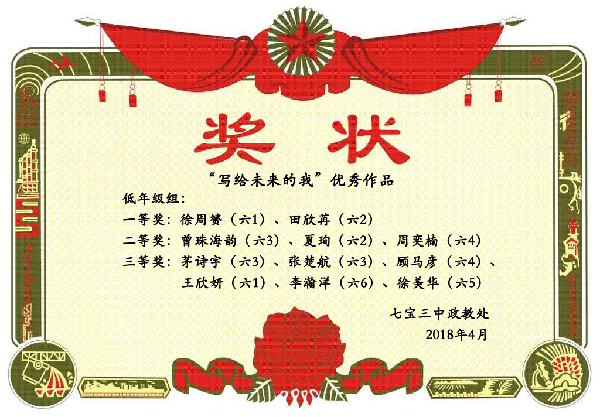 奖 状
“写给未来的我”优秀作品
低年级组：
一等奖：徐周赟（六1）、田欣苒（六2）
二等奖：曾珠海韵（六3）、夏珣（六2）、周奕楠（六4）
三等奖：茅诗宇（六3）、张楚航（六3）、顾马彦（六4）、
王欣妍（六1）、李瀚洋（六6）、徐美华（六5）
七宝三中政教处
2018年4月